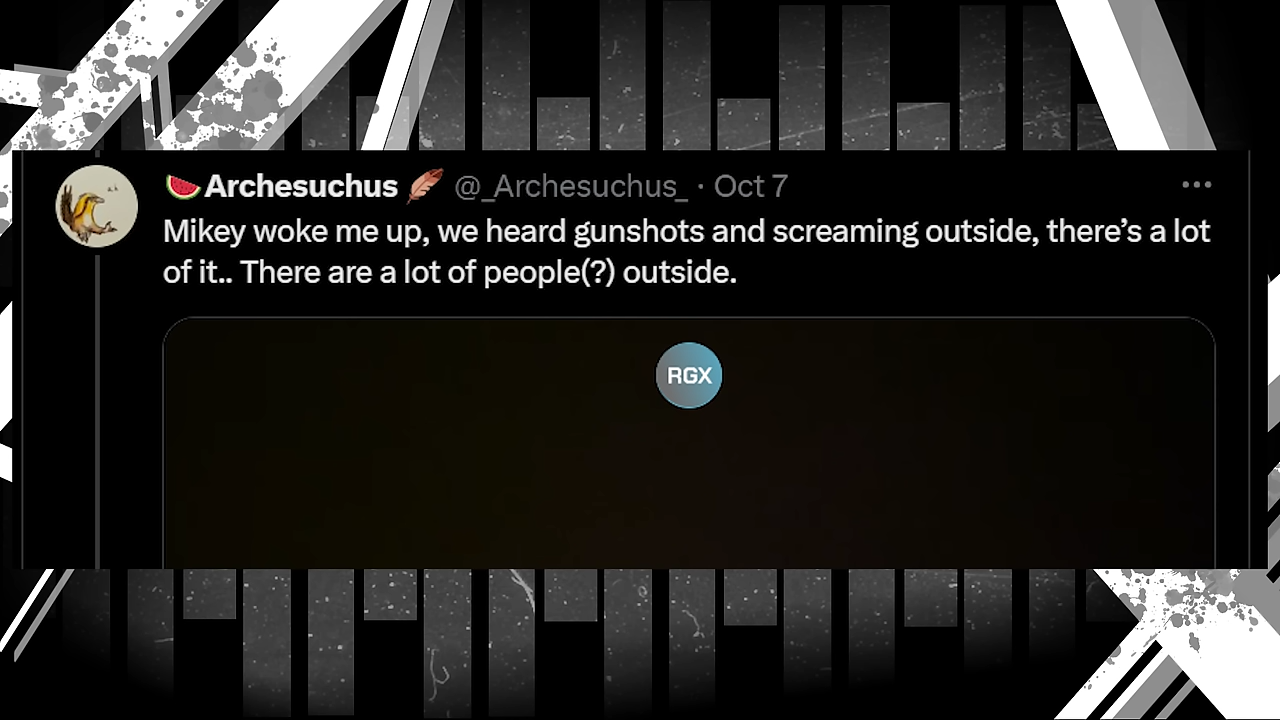 🍉Archesuchus 🪶 @_Archesuchus_ · Oct 7
Mikey woke me up, we heard gunshots and screaming outside, there’s a lot
of it.. There are a lot of people(?) outside.
RGX